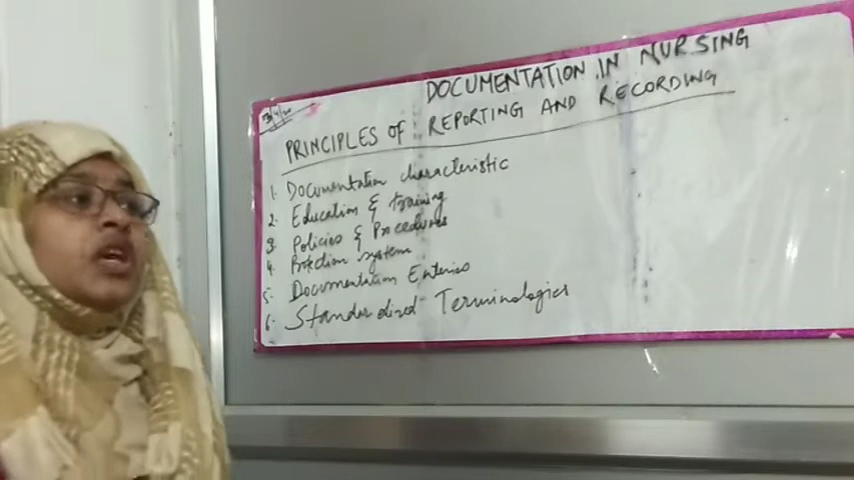 DOCUMENTATION IN NURSING
PRINCIPLES OF REPORTING AND RECORDING
1. Documentation characteristic
2. Education & training
3. Policies & Procedures
4. Protection system
5. Documentation Enteries
6. Standardized Terminologies